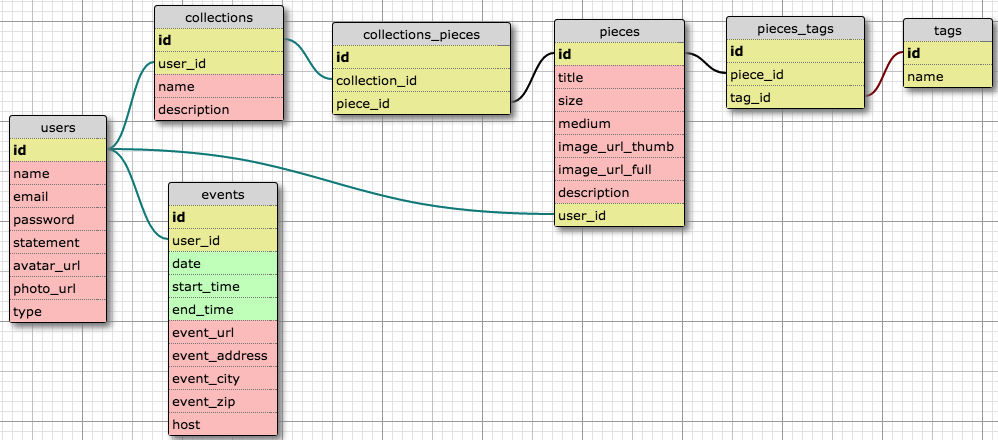 collections
id
user_id
name
description
collections_pieces
id
collection_id
piece_id
pieces
id
title
size
medium
image_url_thumb
image_url_full
description
user_id
pieces_tags
id
piece_id
tag_id
tags
id
name
users
id
name
email
password
statement
avatar_url
photo_url
type
events
id
user_id
date
start_time
end_time
event_url
event_address
event_city
event_zip
host